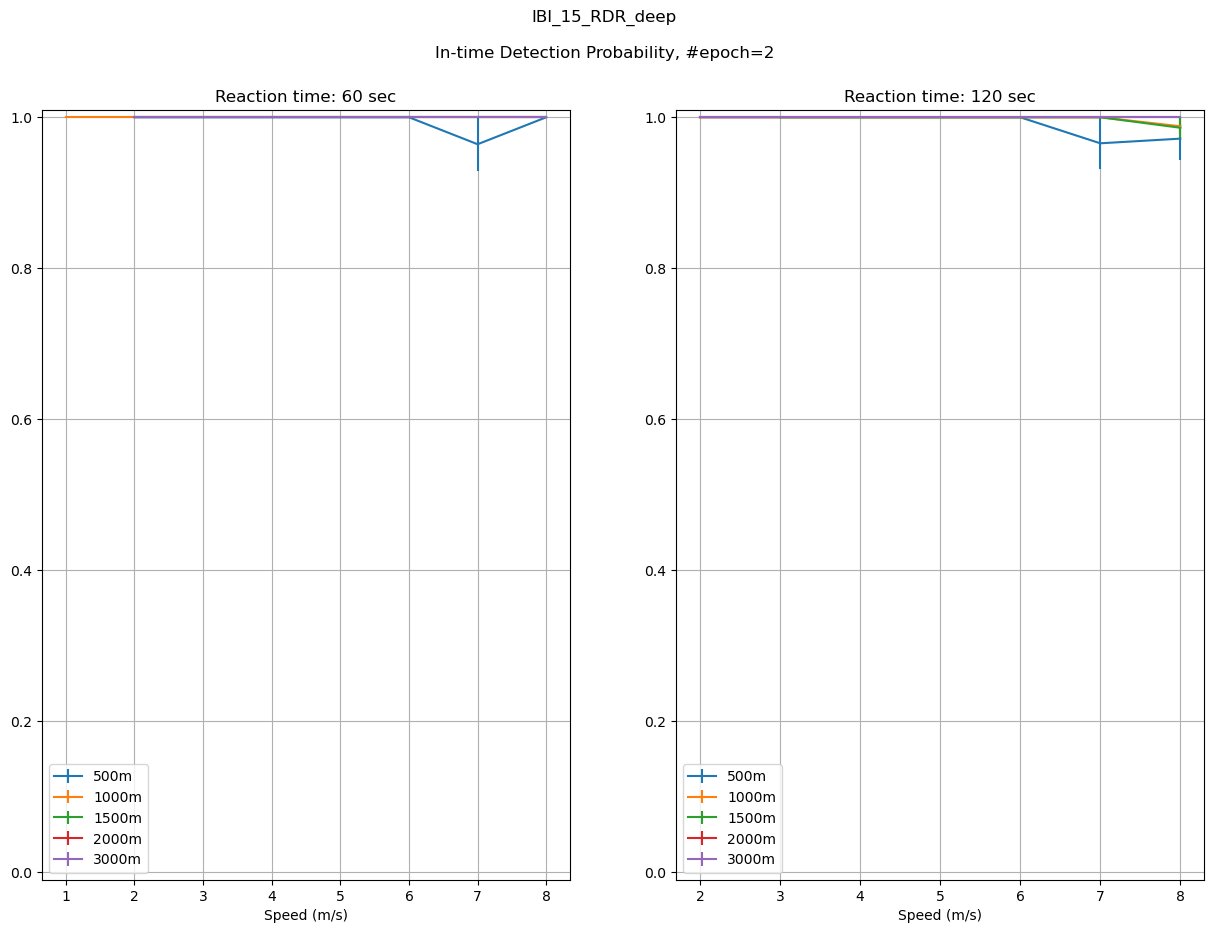 IBI_15_RDR_deep
In-time Detection Probability, #epoch=2
Reaction time: 60 sec
1.0
0.8
0.6
0.4
0.2
0.0
500m
1000m
1500m
2000m
3000m
1 2 3 4 5 6 7 8
Speed (m/s)
Reaction time: 120 sec
1.0
0.8
0.6
0.4
0.2
0.0
500m
1000m
1500m
2000m
3000m
2 3 4 5 6 7 8
Speed (m/s)